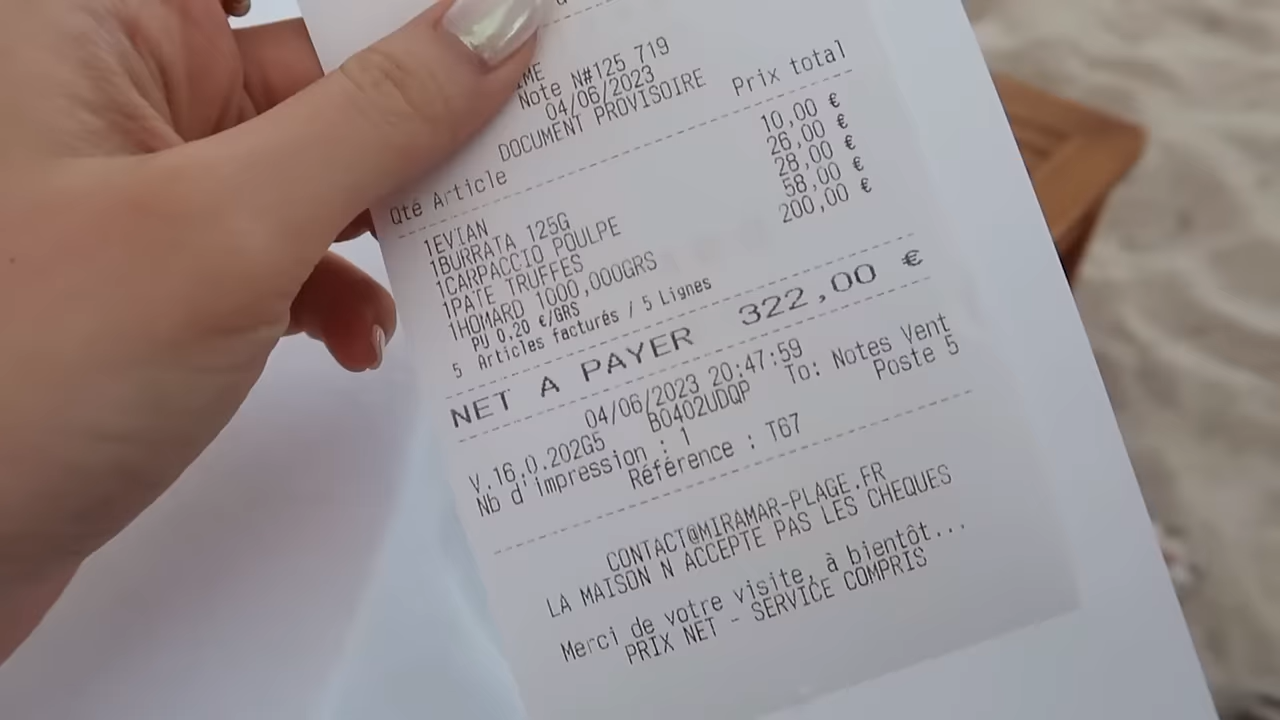 Note N#125 719
04/06/2023
DOCUMENT PROVISOIRE
Qté Article Prix total
1EVIAN 10,00 €
1BURRATA 125G 26,00 €
1CARPACCIO POULPE 28,00 €
1PATE TRUFFES 58,00 €
1HOMARD 1000,000GRS 200,00 €
PU 0.20 €/GRS
5 Articles facturés / 5 Lignes
NET A PAYER 322,00 €
04/06/2023 20:47:59
V.16.0.202G5 B0402UDQP To: Notes Vent
Nb d'impression : 1 Poste 5
Référence : T67
CONTACT@MIRAMAR-PLAGE.FR
LA MAISON N ACCEPTE PAS LES CHEQUES
Merci de votre visite, à bientôt...
PRIX NET - SERVICE COMPRIS